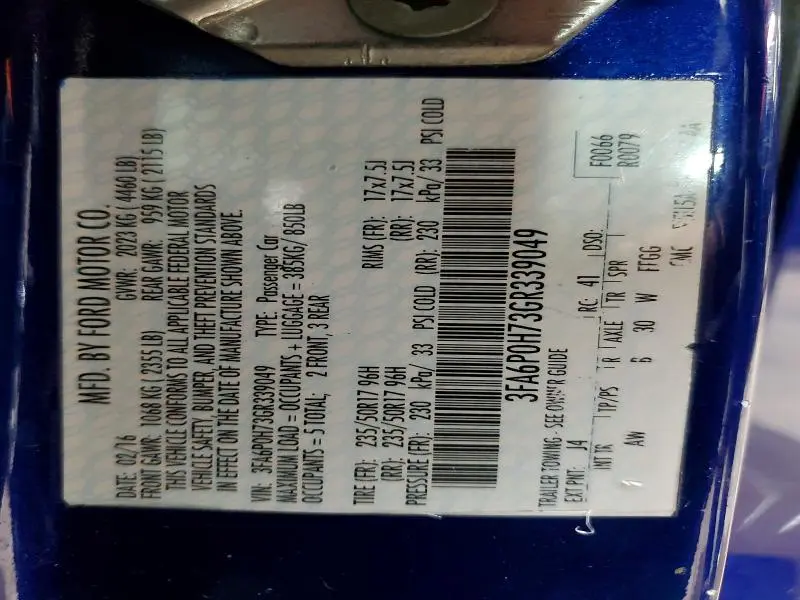 MFD. BY FORD MOTOR CO.
DATE: 02/16 GVWR: 2023 KG (4460 LB)
FRONT GAWR: 1068 KG (2355 LB) REAR GAWR: 959 KG (2115 LB)
THIS VEHICLE CONFORMS TO ALL APPLICABLE FEDERAL MOTOR
VEHICLE SAFETY, BUMPER, AND THEFT PREVENTION STANDARDS
IN EFFECT ON THE DATE OF MANUFACTURE SHOWN ABOVE.
VIN: 3FA6P0H73GR339049 TYPE: Passenger Car
MAXIMUM LOAD = OCCUPANTS + LUGGAGE = 385KG/ 850LB
OCCUPANTS = 5 TOTAL; 2 FRONT, 3 REAR
TIRE (FR): 235/50R17 96H RIMS (FR): 17x7.5J
(RR): 235/50R17 96H (RR): 17x7.5J
PRESSURE (FR): 230 kPa/ 33 PSI COLD (RR): 230 kPa/ 33 PSI COLD
3FA6P0H73GR339049
TRAILER TOWING - SEE OWNER GUIDE
EXT PNT: J4 RC: 41 DSO: F0066
R0079
INT TR TP/PS R AXLE TR SPR
AW B 30 W FFGG